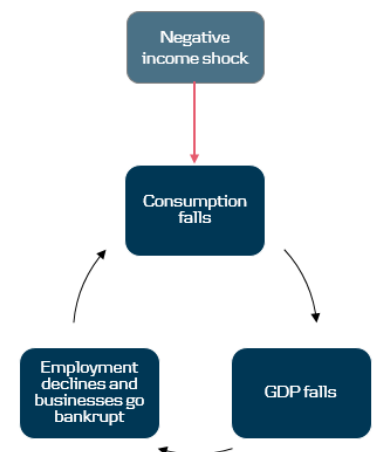 Negative
income shock
Consumption
falls
Employment
declines and
businesses go
bankrupt
GDP falls